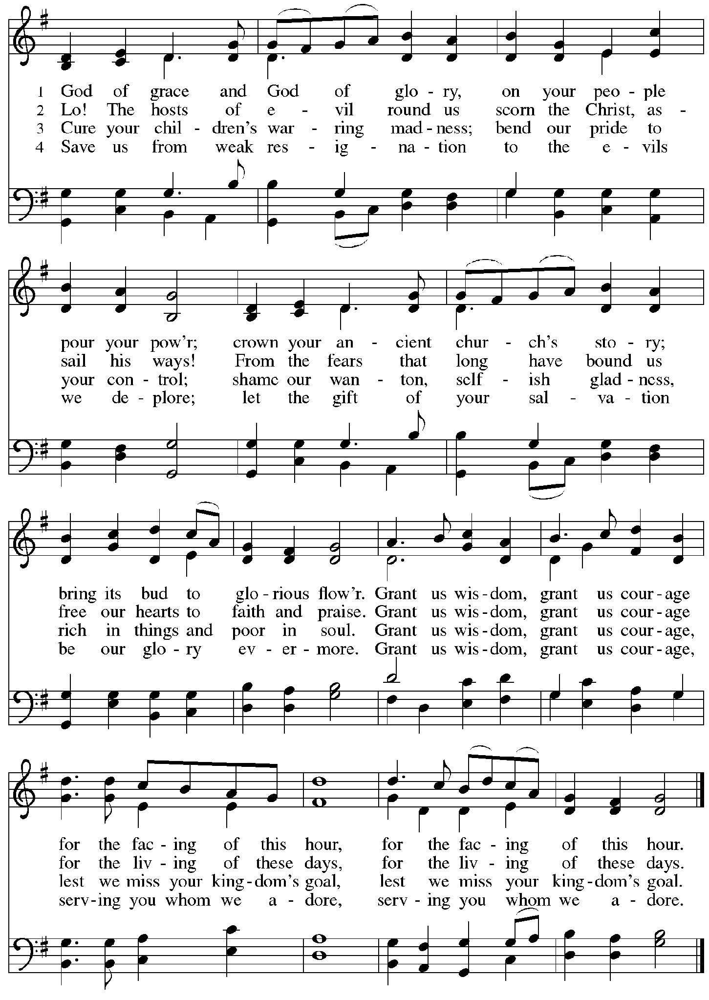 1 God of grace and God of glo - ry, on your peo - ple
2 Lo! The hosts of e - vil round us scorn the Christ, as -
3 Cure your chil - dren's war - ring mad - ness; bend our pride to
4 Save us from weak res - ig - na - tion to the e - vils
pour your pow'r; crown your an - cient chur - ch's sto - ry;
sail his ways! From the fears that long have bound us
your con - trol; shame our wan - ton, self - ish glad - ness,
we de - plore; let the gift of your sal - va - tion
bring its bud to glo - rious flow'r. Grant us wis - dom, grant us cour - age
free our hearts to faith and praise. Grant us wis - dom, grant us cour - age
rich in things and poor in soul. Grant us wis - dom, grant us cour - age,
be our glo - ry ev - er - more. Grant us wis - dom, grant us cour - age,
for the fac - ing of this hour, for the fac - ing of this hour.
for the liv - ing of these days, for the liv - ing of these days.
lest we miss your king - dom's goal, lest we miss your king - dom's goal.
serv - ing you whom we a - dore, serv - ing you whom we a - dore.